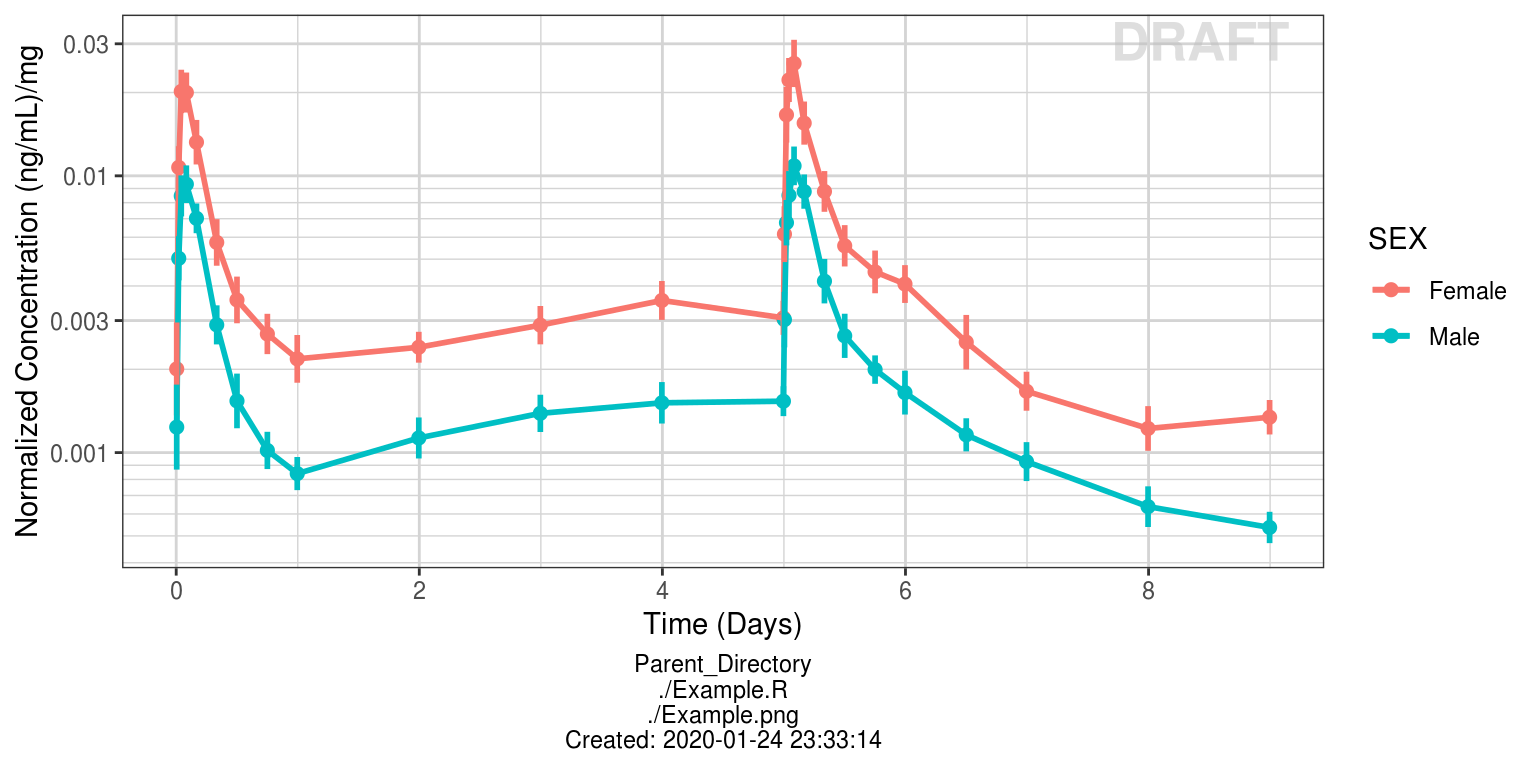 DRAFT
Normalized Concentration (ng/mL)/mg
0.03
0.01
0.003
0.001
0
2
4
6
8
Time (Days)
SEX
Female
Male
Parent_Directory
./Example.R
./Example.png
Created: 2020-01-24 23:33:14